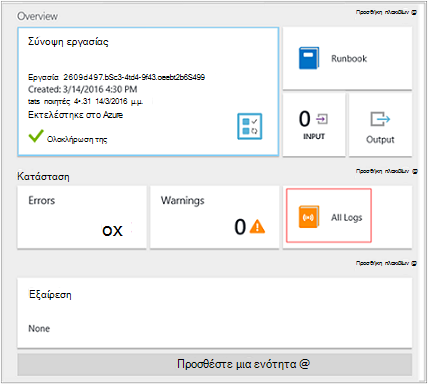 Overview
Προσθήκη πλακιδίων @
Σύνοψη εργασίας
Εργασία 2609d497.bSc3-4td4-9f43.oeebt2b6S499
Created: 3/14/2016 4:30 PM
tats ποιητές 4•.31 14/3/2016 μ.μ.
Εκτελέστηκε στο Azure
Ολοκλήρωση της
Runbook
0
INPUT
Output
Κατάσταση
Προσθήκη πλακιδίων @
Errors
ox
Warnings
0
All Logs
Προσθήκη πλακιδίων @
Εξαίρεση
None
Προσθέστε μια ενότητα @